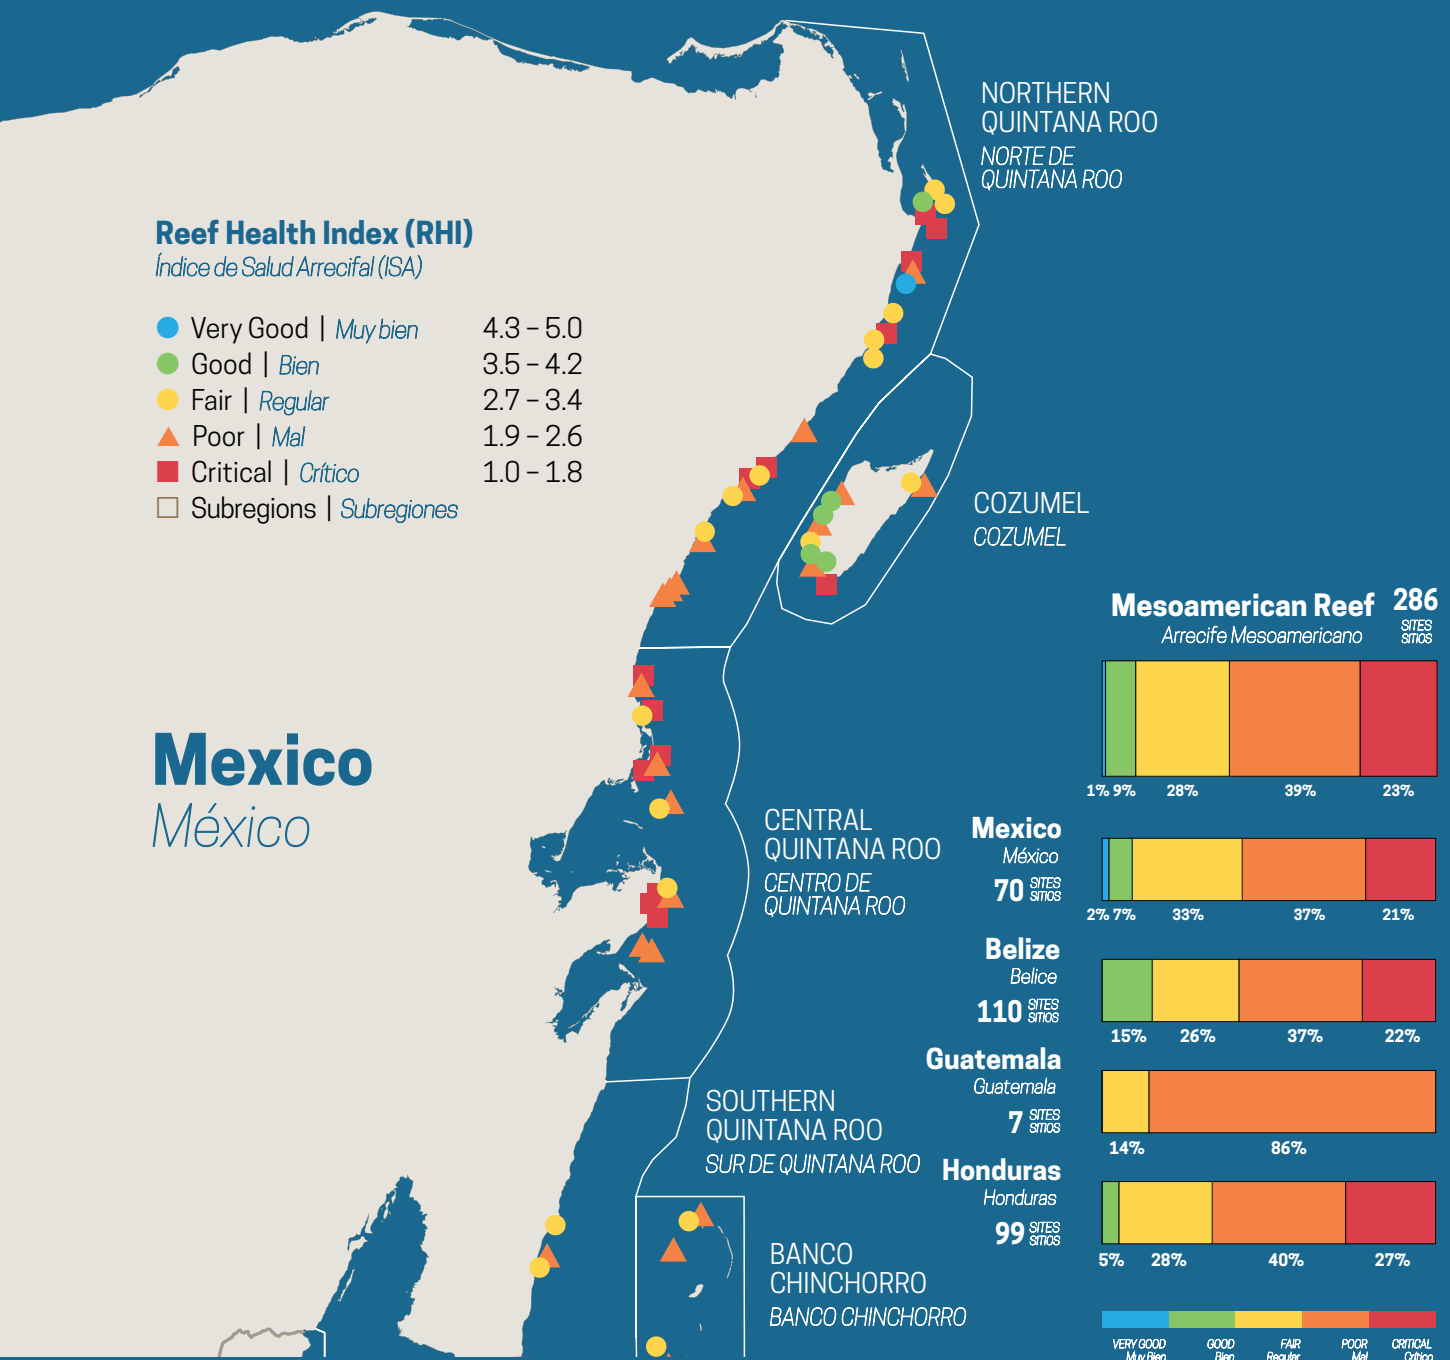 NORTHERN
QUINTANA ROO
NORTE DE
QUINTANA ROO
Reef Health Index (RHI)
Índice de Salud Arrecifal (ISA)
Very Good | Muy bien 4.3 – 5.0
Good | Bien 3.5 – 4.2
Fair | Regular 2.7 – 3.4
Poor | Mal 1.9 – 2.6
Critical | Crítico 1.0 – 1.8
Subregions | Subregiones
COZUMEL
COZUMEL
Mexico
México
CENTRAL
QUINTANA ROO
CENTRO DE
QUINTANA ROO
SOUTHERN
QUINTANA ROO
SUR DE QUINTANA ROO
BANCO
CHINCHORRO
BANCO CHINCHORRO
Mesoamerican Reef 286
Arrecife Mesoamericano SITES
SITIOS
1% 9% 28% 39% 23%
Mexico
México
70 SITES
SITIOS
2% 7% 33% 37% 21%
Belize
Belice
110 SITES
SITIOS
15% 26% 37% 22%
Guatemala
Guatemala
7 SITES
SITIOS
14% 86%
Honduras
Honduras
99 SITES
SITIOS
5% 28% 40% 27%
VERY GOOD GOOD FAIR POOR CRITICAL
Muy Bien Bien Regular Mal Crítico